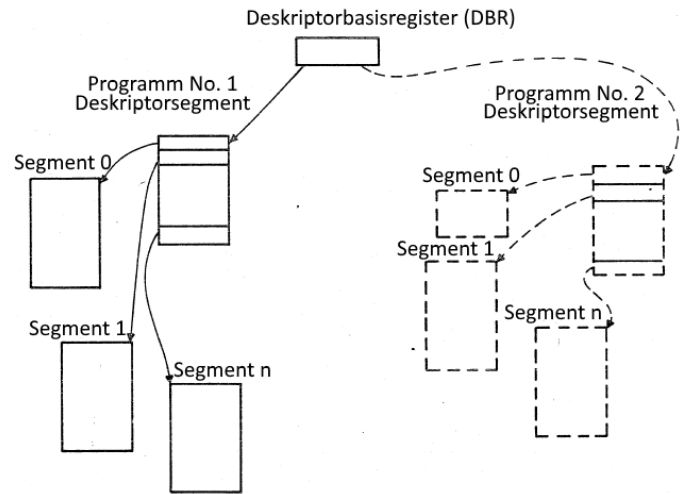 Deskriptorbasisregister (DBR)
Programm No. 1
Deskriptorsegment
Programm No. 2
Deskriptorsegment
Segment 0
Segment 0
Segment 1
Segment 1
Segment n
Segment n